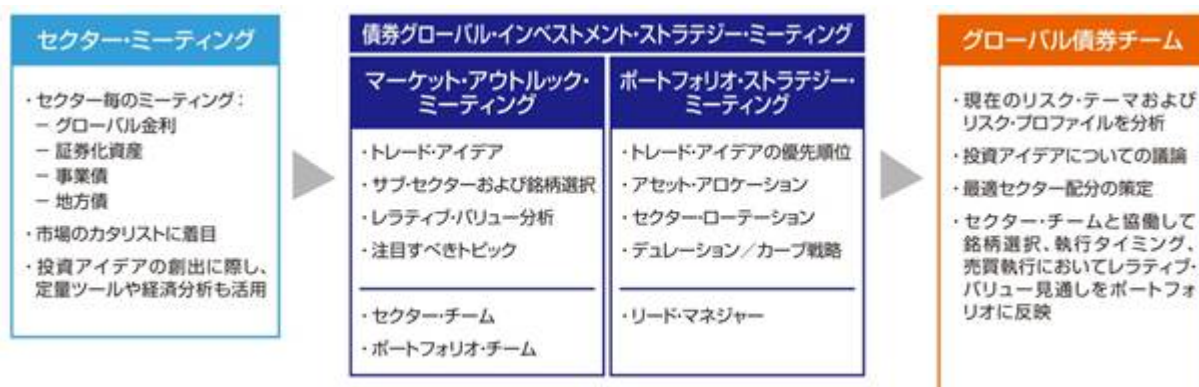 セクター・ミーティング
・セクター毎のミーティング：
− グローバル金利
− 証券化資産
− 事業債
− 地方債
・市場のカタリストに着目
・投資アイデアの創出に際し、
定量ツールや経済分析も活用
債券グローバル・インベストメント・ストラテジー・ミーティング
マーケット・アウトルック・
ミーティング
・トレード・アイデア
・サブ・セクターおよび銘柄選択
・レラティブ・バリュー分析
・注目すべきトピック
・セクター・チーム
・ポートフォリオ・チーム
ポートフォリオ・ストラテジー・
ミーティング
・トレード・アイデアの優先順位
・アセット・アロケーション
・セクター・ローテーション
・デュレーション／カーブ戦略
・リード・マネジャー
グローバル債券チーム
・現在のリスク・テーマおよび
リスク・プロファイルを分析
・投資アイデアについての議論
・最適セクター配分の策定
・セクター・チームと協働して
銘柄選択、執行タイミング、
売買執行においてレラティブ・
バリュー見通しをポートフォ
リオに反映